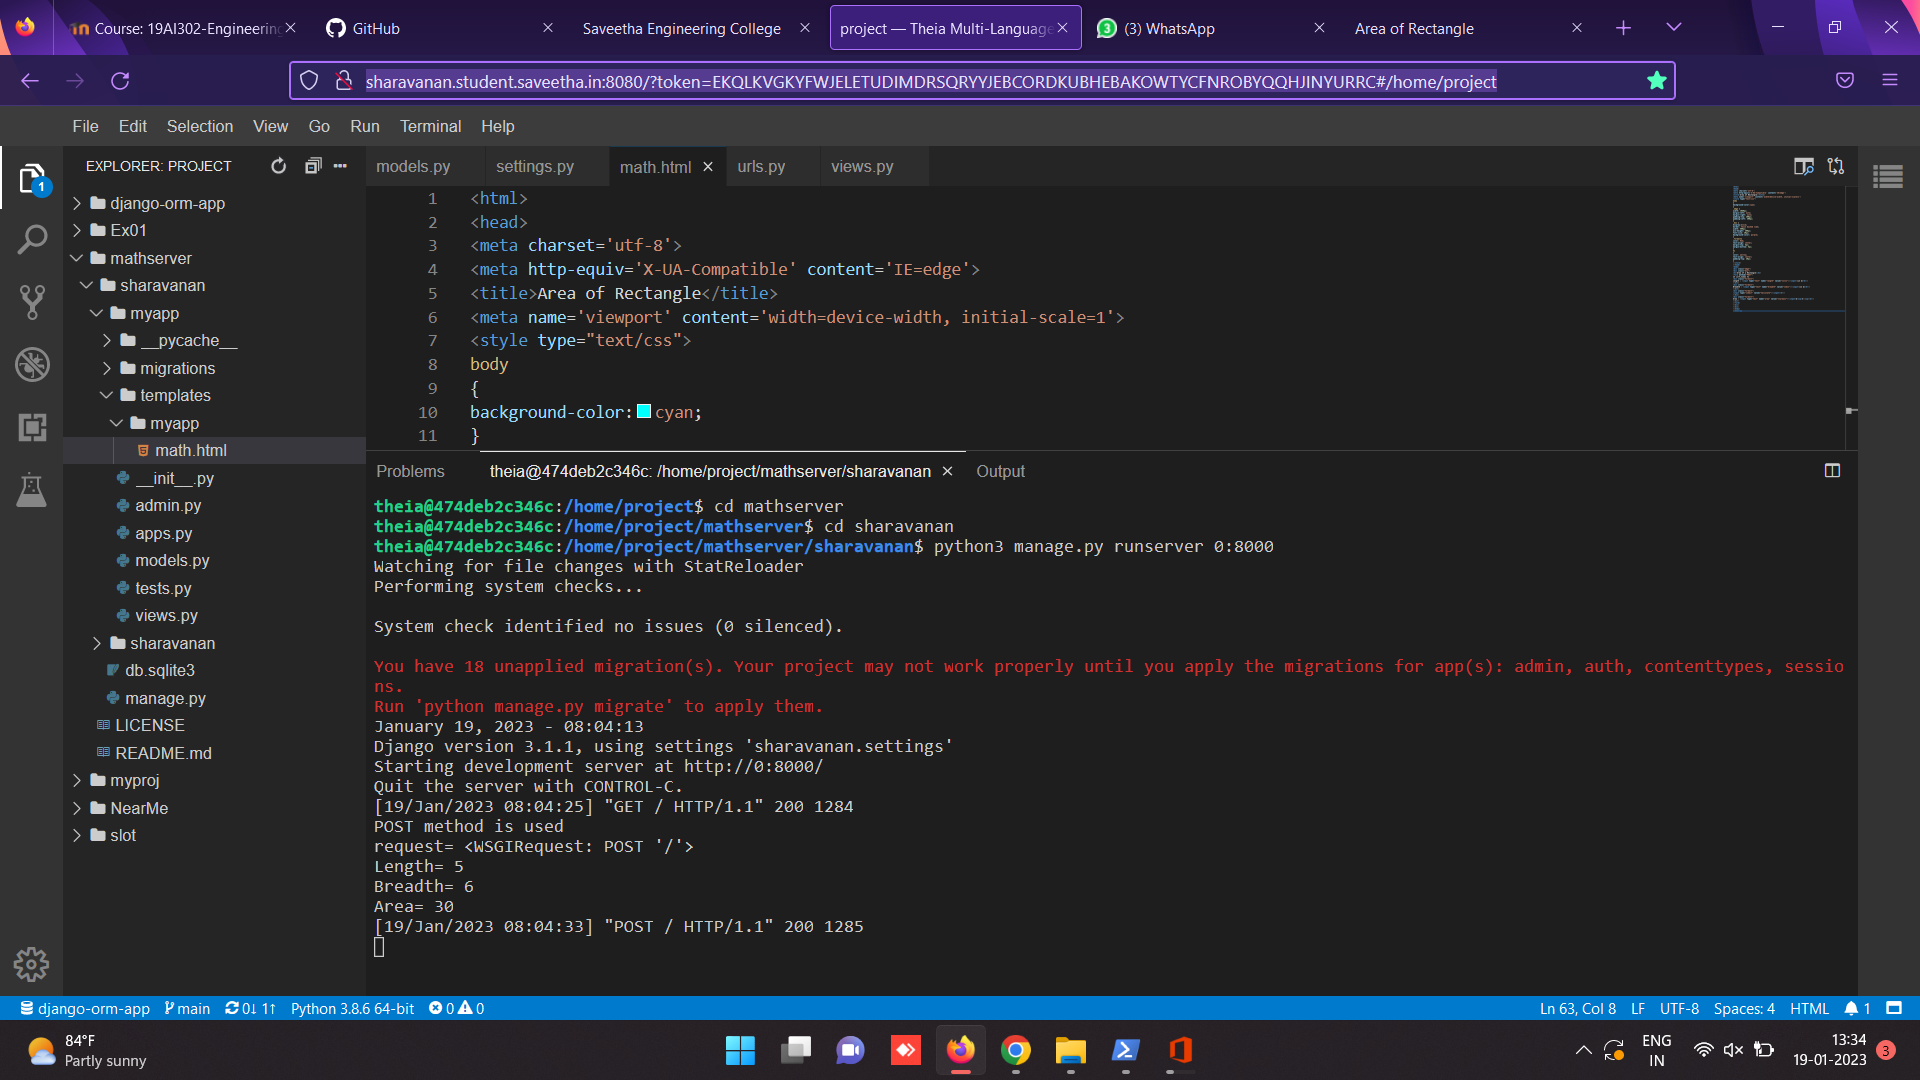 Course: 19AI302-Engineering
GitHub
Saveetha Engineering College
project — Theia Multi-Language
(3) WhatsApp
Area of Rectangle
sharavanan.student.saveetha.in:8080/?token=EKQLKVGKYFWJELETUDIMDRSQRYYJEBCORDKUBHEBAKOWTYCFNROBYQQHJINYURRC#/home/project
File Edit Selection View Go Run Terminal Help
EXPLORER: PROJECT
1
django-orm-app
Ex01
mathserver
sharavanan
myapp
__pycache__
migrations
templates
myapp
math.html
__init__.py
admin.py
apps.py
models.py
tests.py
views.py
sharavanan
db.sqlite3
manage.py
LICENSE
README.md
myproj
NearMe
slot
models.py settings.py math.html urls.py views.py
1 <html>
2 <head>
3 <meta charset='utf-8'>
4 <meta http-equiv='X-UA-Compatible' content='IE=edge'>
5 <title>Area of Rectangle</title>
6 <meta name='viewport' content='width=device-width, initial-scale=1'>
7 <style type="text/css">
8 body
9 {
10 background-color: cyan;
11 }
Problems theia@474deb2c346c: /home/project/mathserver/sharavanan Output
theia@474deb2c346c:/home/project$ cd mathserver
theia@474deb2c346c:/home/project/mathserver$ cd sharavanan
theia@474deb2c346c:/home/project/mathserver/sharavanan$ python3 manage.py runserver 0:8000
Watching for file changes with StatReloader
Performing system checks...
System check identified no issues (0 silenced).
You have 18 unapplied migration(s). Your project may not work properly until you apply the migrations for app(s): admin, auth, contenttypes, sessio
ns.
Run 'python manage.py migrate' to apply them.
January 19, 2023 - 08:04:13
Django version 3.1.1, using settings 'sharavanan.settings'
Starting development server at http://0:8000/
Quit the server with CONTROL-C.
[19/Jan/2023 08:04:25] "GET / HTTP/1.1" 200 1284
POST method is used
request= <WSGIRequest: POST '/'>
Length= 5
Breadth= 6
Area= 30
[19/Jan/2023 08:04:33] "POST / HTTP/1.1" 200 1285
django-orm-app main 0↓ 1↑ Python 3.8.6 64-bit 0 0
Ln 63, Col 8 LF UTF-8 Spaces: 4 HTML 1
84°F
Partly sunny
ENG
IN
13:34
19-01-2023
3